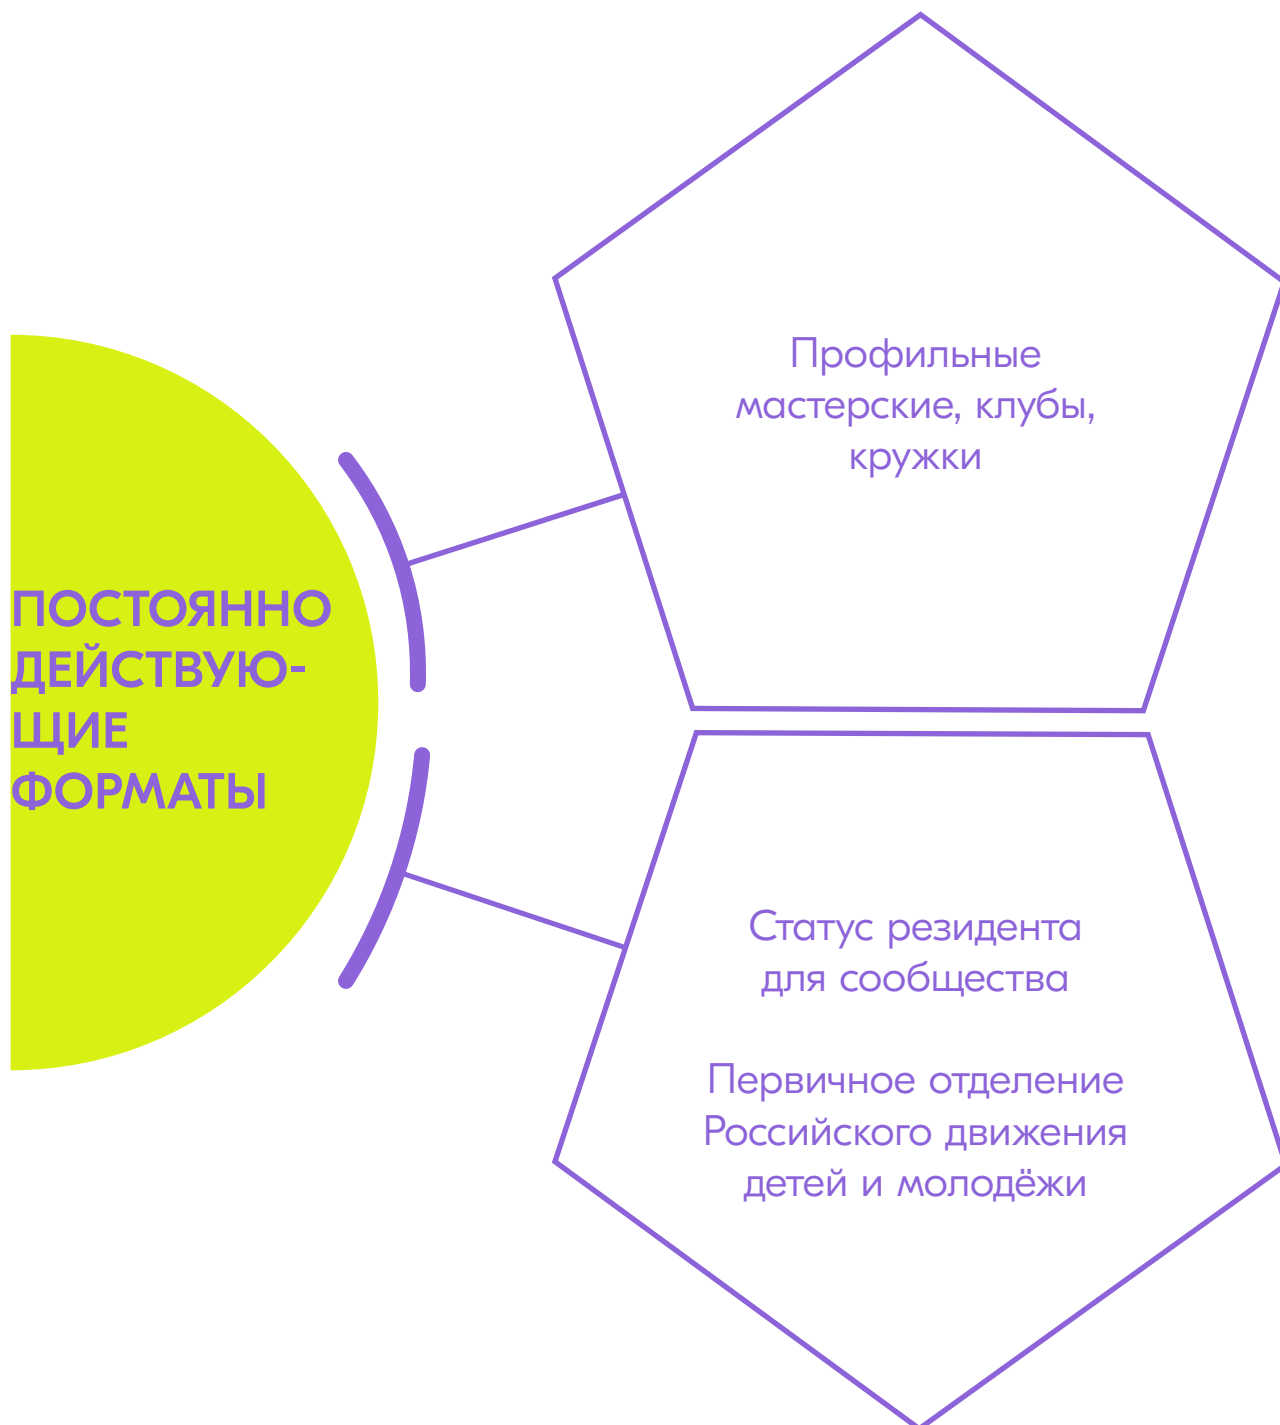 ПОСТОЯННО
ДЕЙСТВУЮ-
ЩИЕ
ФОРМАТЫ
Профильные
мастерские, клубы,
кружки
Статус резидента
для сообщества
Первичное отделение
Российского движения
детей и молодёжи